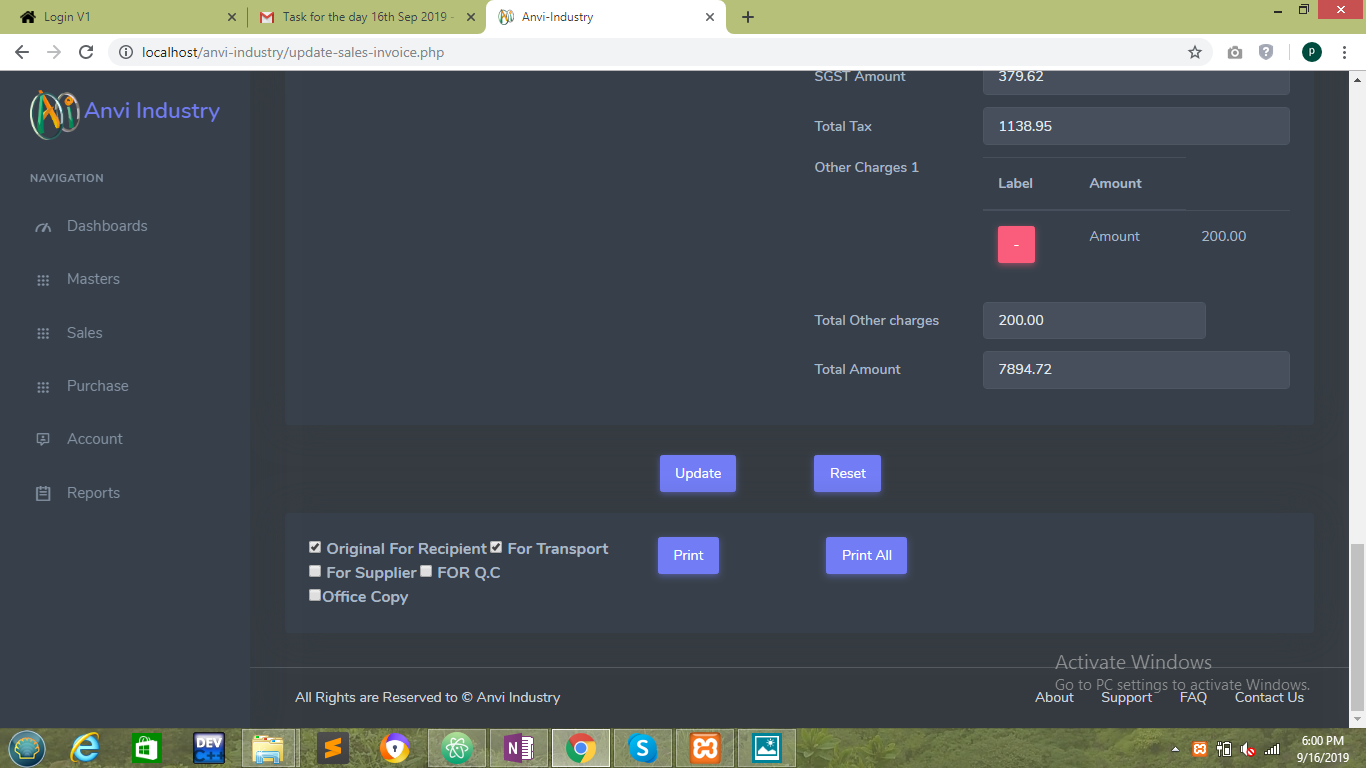 Login V1
Task for the day 16th Sep 2019 -
Anvi-Industry
localhost/anvi-industry/update-sales-invoice.php
P
Anvi Industry
NAVIGATION
Dashboards
Masters
Sales
Purchase
Account
Reports
SGST Amount 379.62
Total Tax 1138.95
Other Charges 1
Label Amount
- Amount 200.00
Total Other charges 200.00
Total Amount 7894.72
Update Reset
Original For Recipient For Transport
For Supplier FOR Q.C
Office Copy
Print Print All
Activate Windows
Go to PC settings to activate Windows.
All Rights are Reserved to © Anvi Industry
About Support FAQ Contact Us
DEV C++
N
S
6:00 PM
9/16/2019